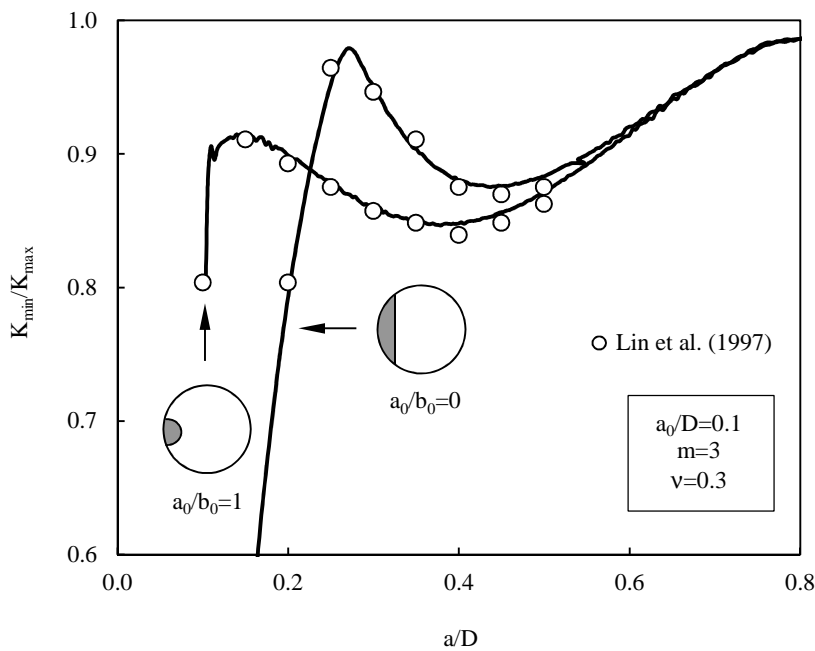 1.0
0.9
0.8
0.7
0.6
K_min/K_max
0.0
0.2
0.4
0.6
0.8
a/D
a_0/b_0=1
a_0/b_0=0
Lin et al. (1997)
a_0/D=0.1
m=3
ν=0.3